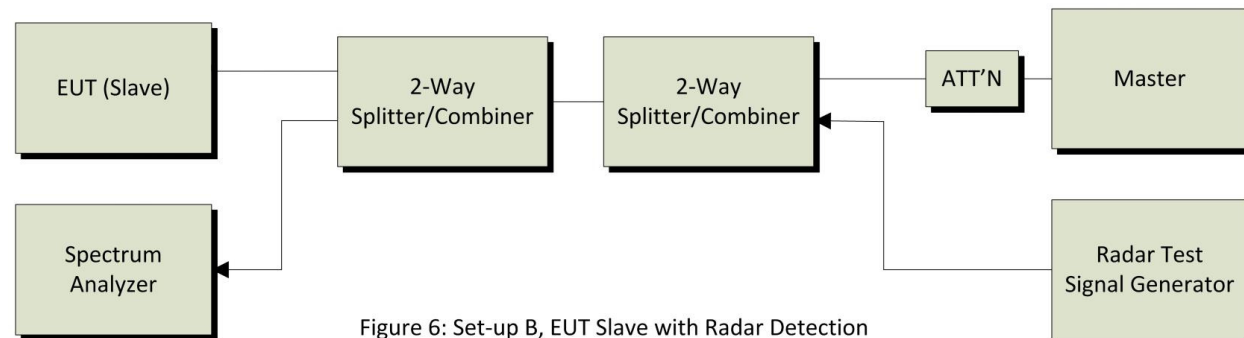 EUT (Slave)
2-Way
Splitter/Combiner
2-Way
Splitter/Combiner
ATT'N
Master
Spectrum
Analyzer
Radar Test
Signal Generator
Figure 6: Set-up B, EUT Slave with Radar Detection